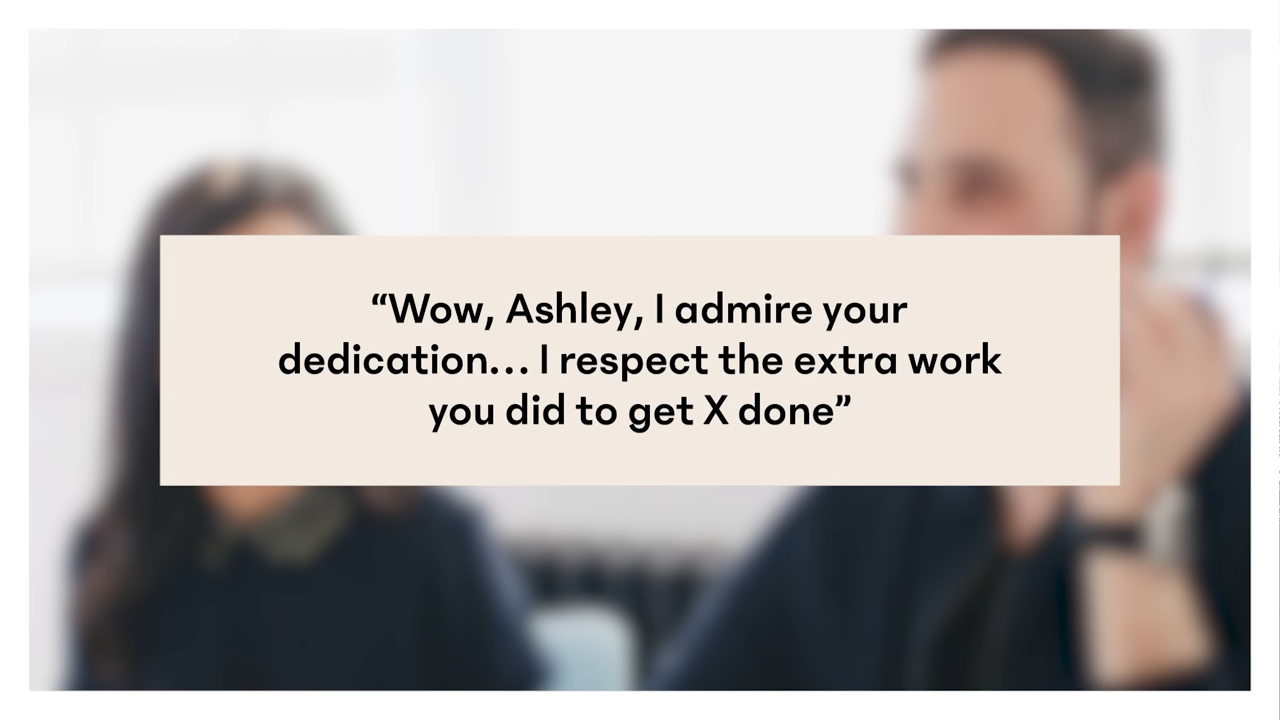 “Wow, Ashley, I admire your
dedication... I respect the extra work
you did to get X done”